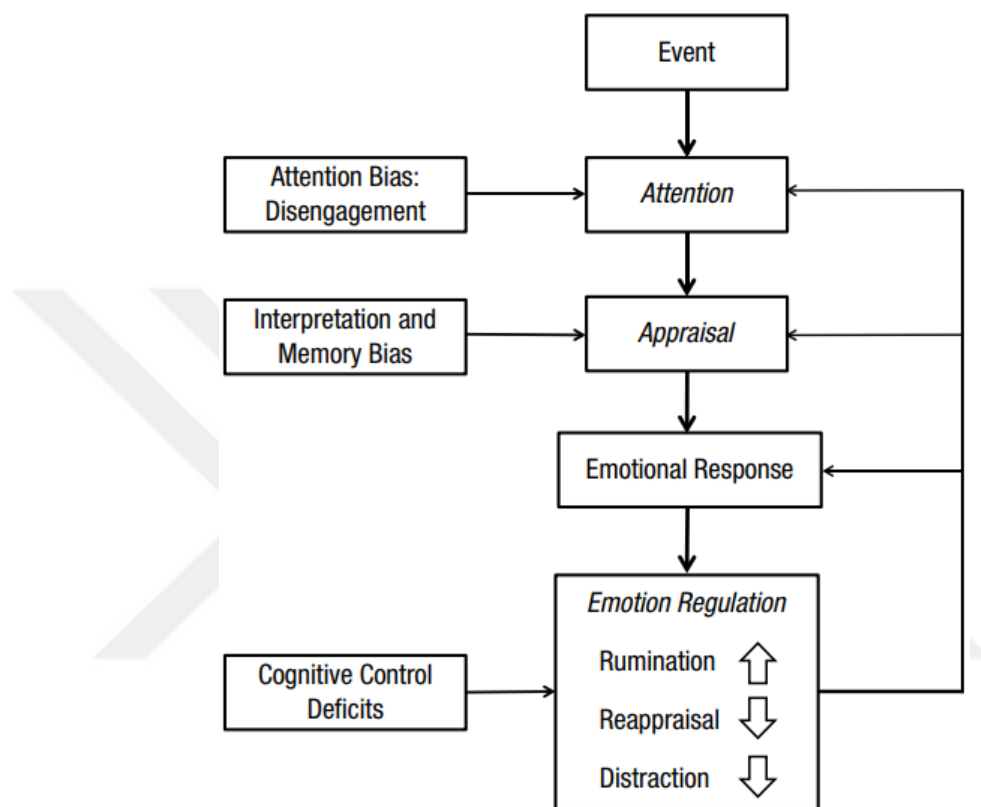 Event
Attention Bias:
Disengagement
Attention
Interpretation and
Memory Bias
Appraisal
Emotional Response
Emotion Regulation
Rumination
Reappraisal
Distraction
Cognitive Control
Deficits